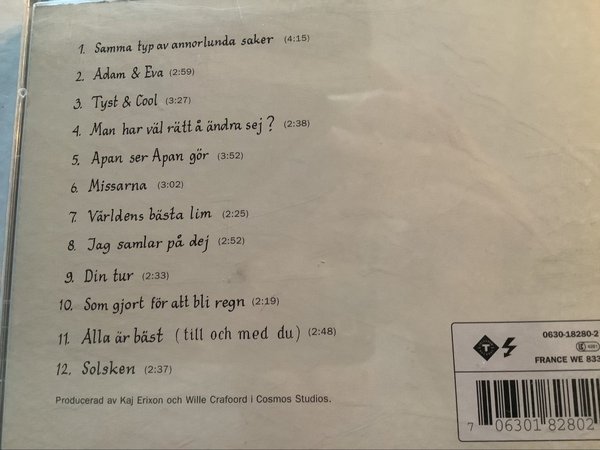 1. Samma typ av annorlunda saker (4:15)
2. Adam & Eva (2:59)
3. Tyst & Cool (3:27)
4. Man har väl rätt å ändra sej? (2:38)
5. Apan ser Apan gör (3:52)
6. Missarna (3:02)
7. Världens bästa lim (2:25)
8. Jag samlar på dej (2:52)
9. Din tur (2:33)
10. Som gjort för att bli regn (2:19)
11. Alla är bäst (till och med du) (2:48)
12. Solsken (2:37)
Producerad av Kaj Erixon och Wille Crafoord i Cosmos Studios.
0630-18280-2
FRANCE WE 833
7 06301 82802